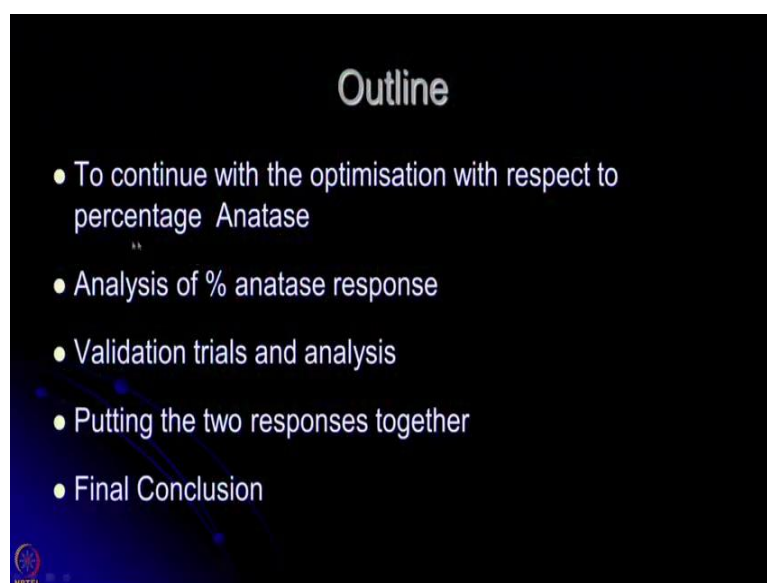 Outline
• To continue with the optimisation with respect to
percentage Anatase
• Analysis of % anatase response
• Validation trials and analysis
• Putting the two responses together
• Final Conclusion
NPTEL